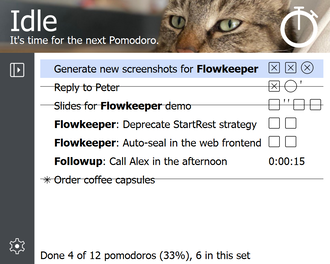 Idle
It's time for the next Pomodoro.
Generate new screenshots for Flowkeeper
Reply to Peter
Slides for Flowkeeper demo
Flowkeeper: Deprecate StartRest strategy
Flowkeeper: Auto-seal in the web frontend
Followup: Call Alex in the afternoon 0:00:15
Order coffee capsules
Done 4 of 12 pomodoros (33%), 6 in this set